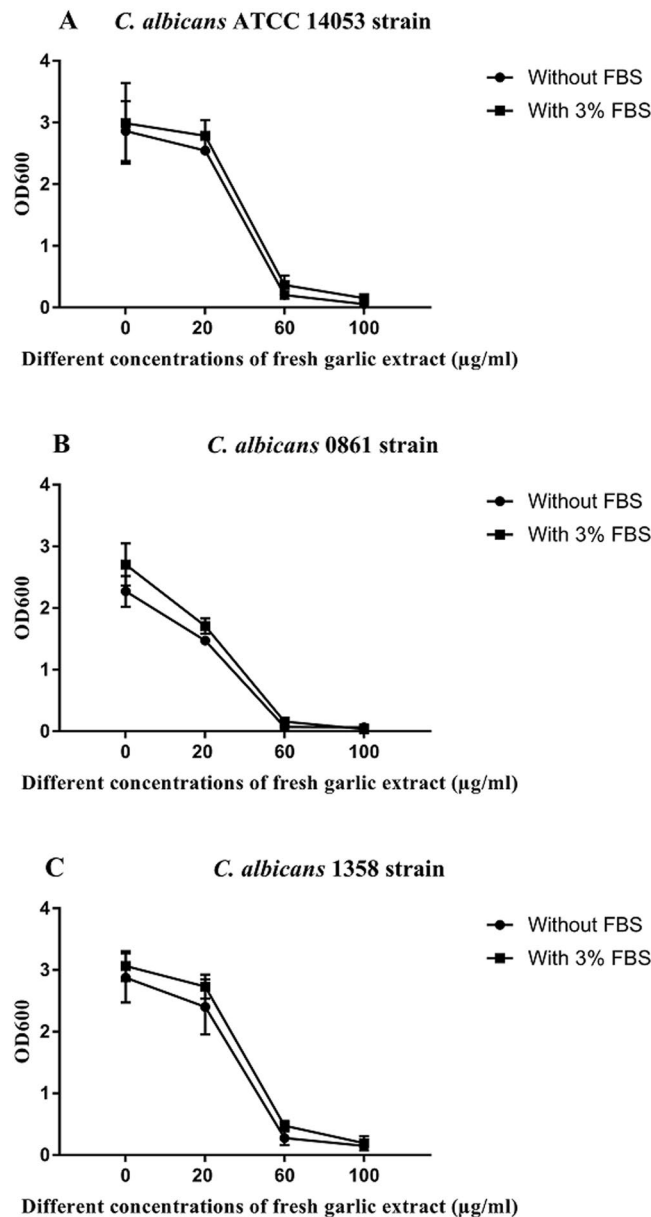 A C. albicans ATCC 14053 strain
4
3
2
1
0
OD600
0 20 60 100
Different concentrations of fresh garlic extract (µg/ml)
Without FBS
With 3% FBS
B C. albicans 0861 strain
4
3
2
1
0
OD600
0 20 60 100
Different concentrations of fresh garlic extract (µg/ml)
Without FBS
With 3% FBS
C C. albicans 1358 strain
4
3
2
1
0
OD600
0 20 60 100
Different concentrations of fresh garlic extract (µg/ml)
Without FBS
With 3% FBS